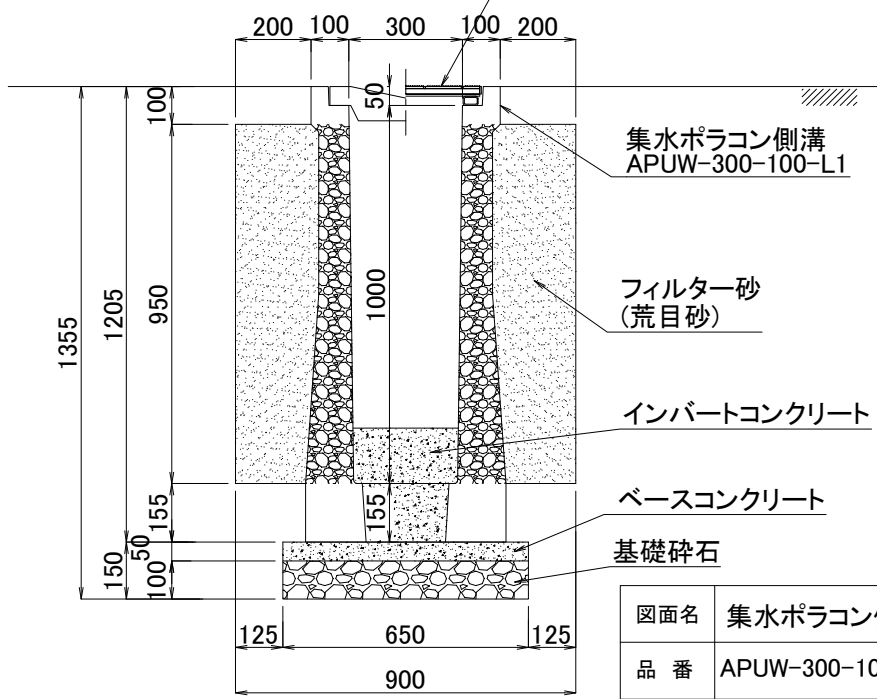 200 100 300 100 200
50
100
集水ポラコン側溝
APUW-300-100-L1
1355
1205
950
1000
フィルター砂
(荒目砂)
インバートコンクリート
155
155
ベースコンクリート
50
150
100
基礎砕石
125 650 125
900
図面名 集水ポラコン
品 番 APUW-300-10